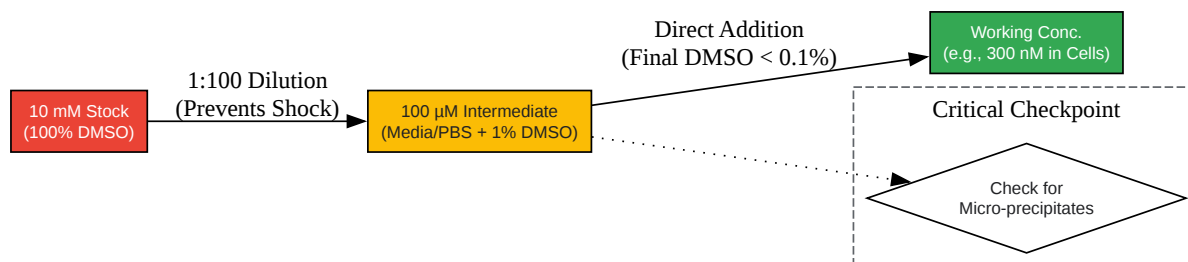 10 mM Stock
(100% DMSO)
1:100 Dilution
(Prevents Shock)
100 µM Intermediate
(Media/PBS + 1% DMSO)
Direct Addition
(Final DMSO < 0.1%)
Working Conc.
(e.g., 300 nM in Cells)
Critical Checkpoint
Check for
Micro-precipitates